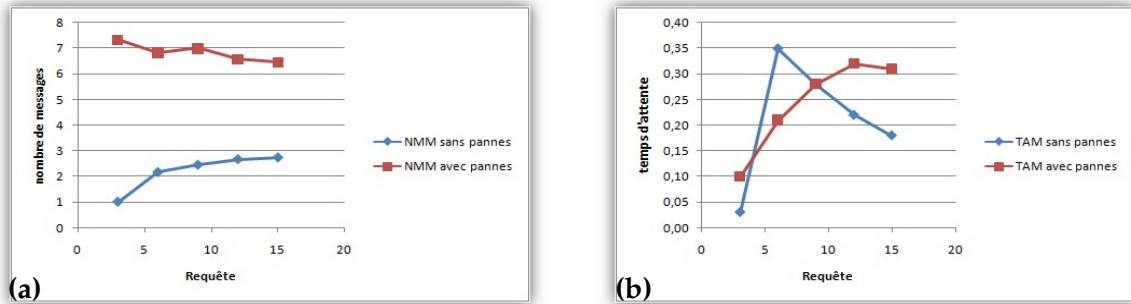 8
7
6
5
4
3
2
1
0
nombre de messages
0 5 10 15 20
Requête
NMM sans pannes
NMM avec pannes
(a)
0,40
0,35
0,30
0,25
0,20
0,15
0,10
0,05
0,00
temps d'attente
0 5 10 15 20
Requête
TAM sans pannes
TAM avec pannes
(b)